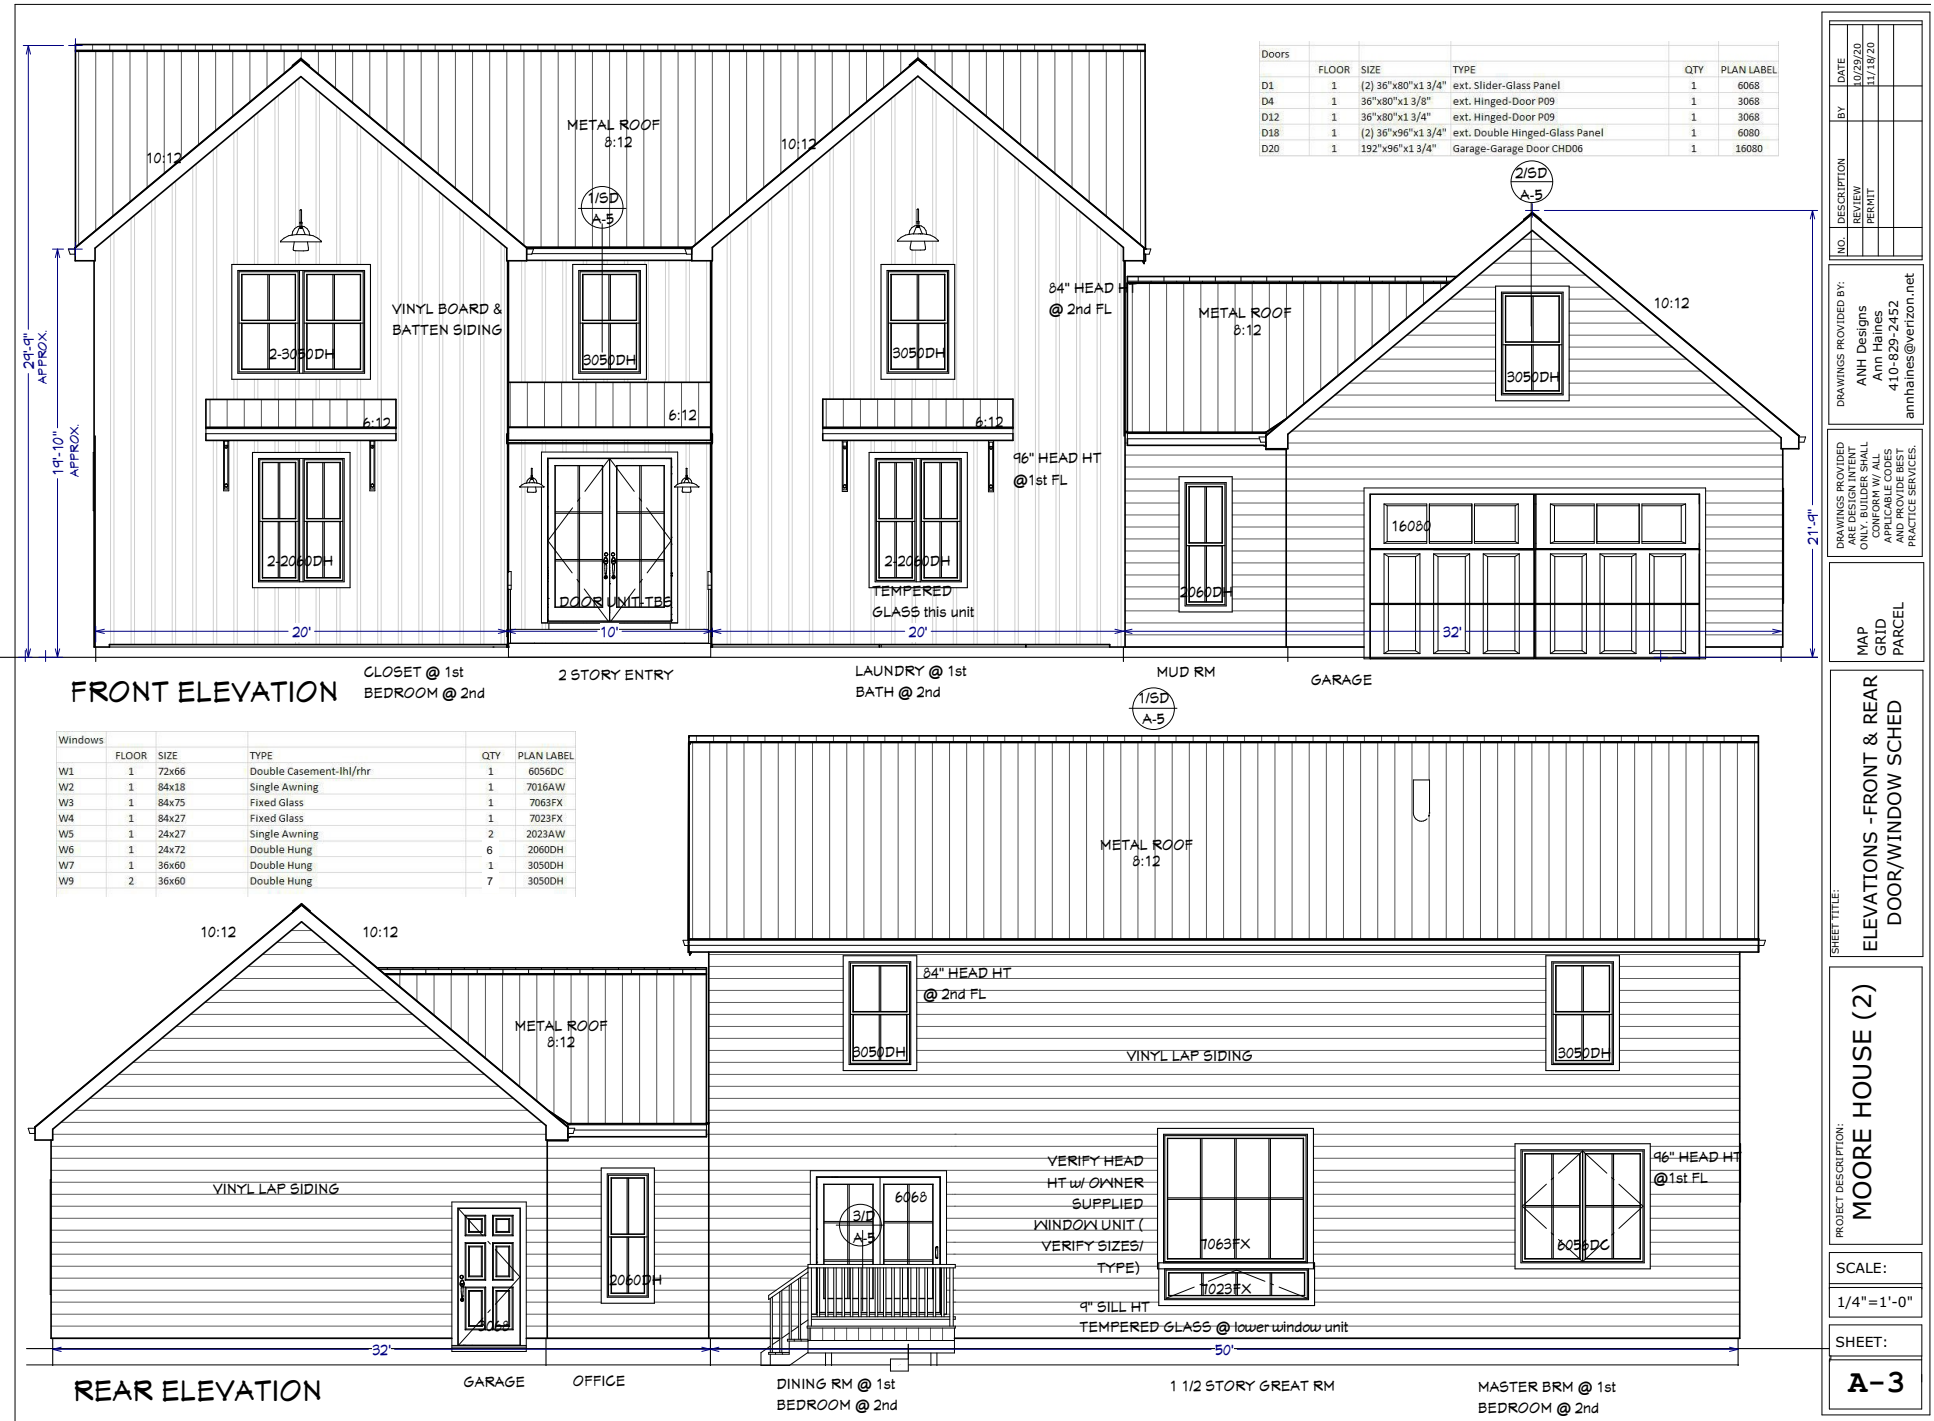 Doors
FLOOR SIZE TYPE QTY PLAN LABEL
D1 1 (2) 36"x80"x1 3/4" ext. Slider-Glass Panel 1 6068
D4 1 36"x80"x1 3/8" ext. Hinged-Door P09 1 3068
D12 1 36"x80"x1 3/4" ext. Hinged-Door P09 1 3068
D18 1 (2) 36"x96"x1 3/4" ext. Double Hinged-Glass Panel 1 6080
D20 1 192"x96"x1 3/4" Garage-Garage Door CHD06 1 16080
METAL ROOF
8:12
10:12
10:12
1/SD
A-5
2/SD
A-5
10:12
VINYL BOARD &
BATTEN SIDING
84" HEAD HT
@ 2nd FL
METAL ROOF
8:12
2-3050DH
3050DH
3050DH
3050DH
29'-9"
APPROX.
19'-10"
APPROX.
21'-9"
6:12
6:12
6:12
96" HEAD HT
@1st FL
16080
2-2060DH
2-2060DH
2060DH
DOOR UNIT-TBS
TEMPERED
GLASS this unit
20'
10'
20'
32'
FRONT ELEVATION
CLOSET @ 1st
BEDROOM @ 2nd
2 STORY ENTRY
LAUNDRY @ 1st
BATH @ 2nd
MUD RM
GARAGE
1/SD
A-5
Windows
FLOOR SIZE TYPE QTY PLAN LABEL
W1 1 72x66 Double Casement-lhl/rhr 1 6056DC
W2 1 84x18 Single Awning 1 7016AW
W3 1 84x75 Fixed Glass 1 7063FX
W4 1 84x27 Fixed Glass 1 7023FX
W5 1 24x27 Single Awning 2 2023AW
W6 1 24x72 Double Hung 6 2060DH
W7 1 36x60 Double Hung 1 3050DH
W9 2 36x60 Double Hung 7 3050DH
METAL ROOF
8:12
10:12
10:12
84" HEAD HT
@ 2nd FL
METAL ROOF
8:12
3050DH
3050DH
VINYL LAP SIDING
VINYL LAP SIDING
VERIFY HEAD
HT w/ OWNER
SUPPLIED
WINDOW UNIT (
VERIFY SIZES/
TYPE)
96" HEAD HT
@1st FL
6068
3/D
A-5
7063FX
6056DC
2060DH
7023FX
3068
9" SILL HT
TEMPERED GLASS @ lower window unit
32'
50'
REAR ELEVATION
GARAGE
OFFICE
DINING RM @ 1st
BEDROOM @ 2nd
1 1/2 STORY GREAT RM
MASTER BRM @ 1st
BEDROOM @ 2nd
NO. DESCRIPTION BY DATE
REVIEW 10/29/20
PERMIT 11/18/20
DRAWINGS PROVIDED BY:
ANH Designs
Ann Haines
410-829-2452
annhaines@verizon.net
DRAWINGS PROVIDED
ARE DESIGN INTENT
ONLY. BUILDER SHALL
CONFORM W/ ALL
APPLICABLE CODES
AND PROVIDE BEST
PRACTICE SERVICES.
MAP
GRID
PARCEL
SHEET TITLE:
ELEVATIONS -FRONT & REAR
DOOR/WINDOW SCHED
PROJECT DESCRIPTION:
MOORE HOUSE (2)
SCALE:
1/4"=1'-0"
SHEET:
A-3